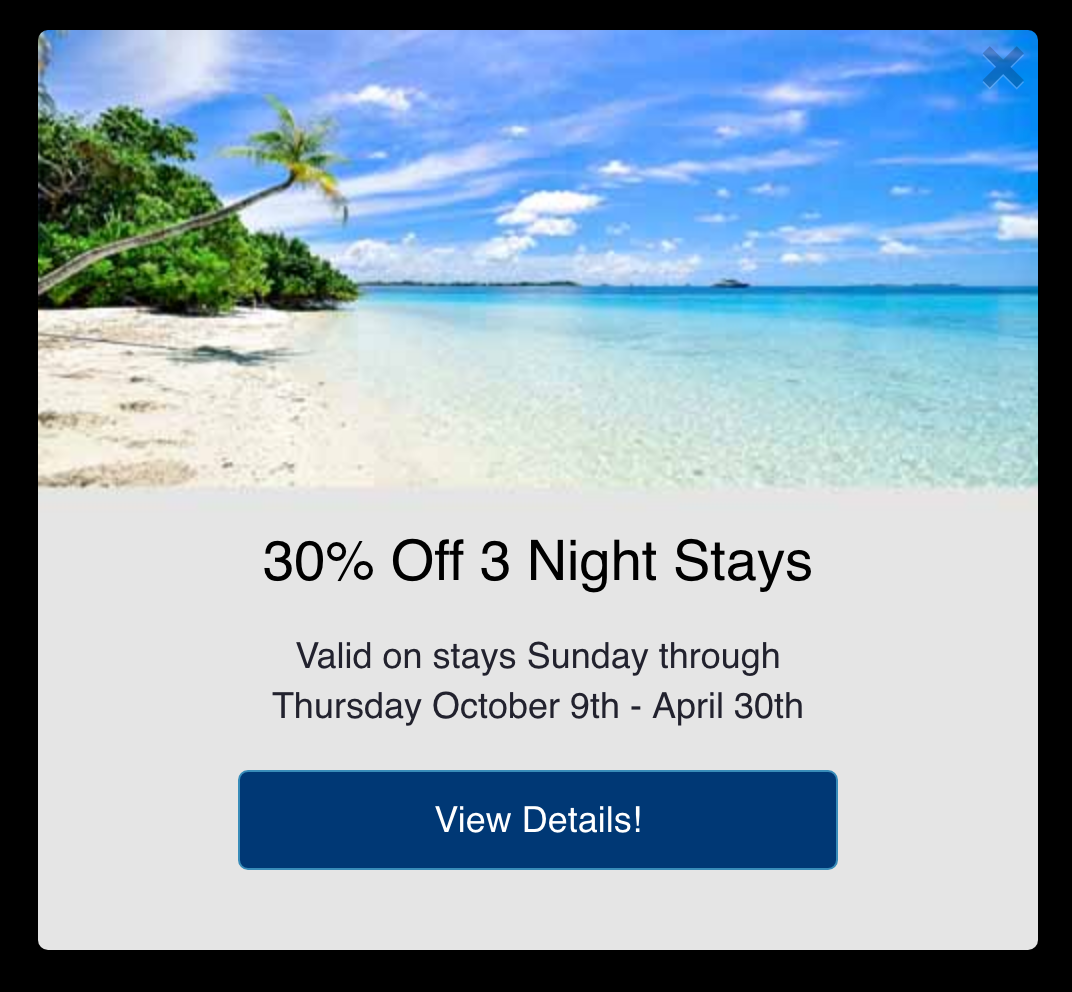 30% Off 3 Night Stays
Valid on stays Sunday through
Thursday October 9th - April 30th
View Details!